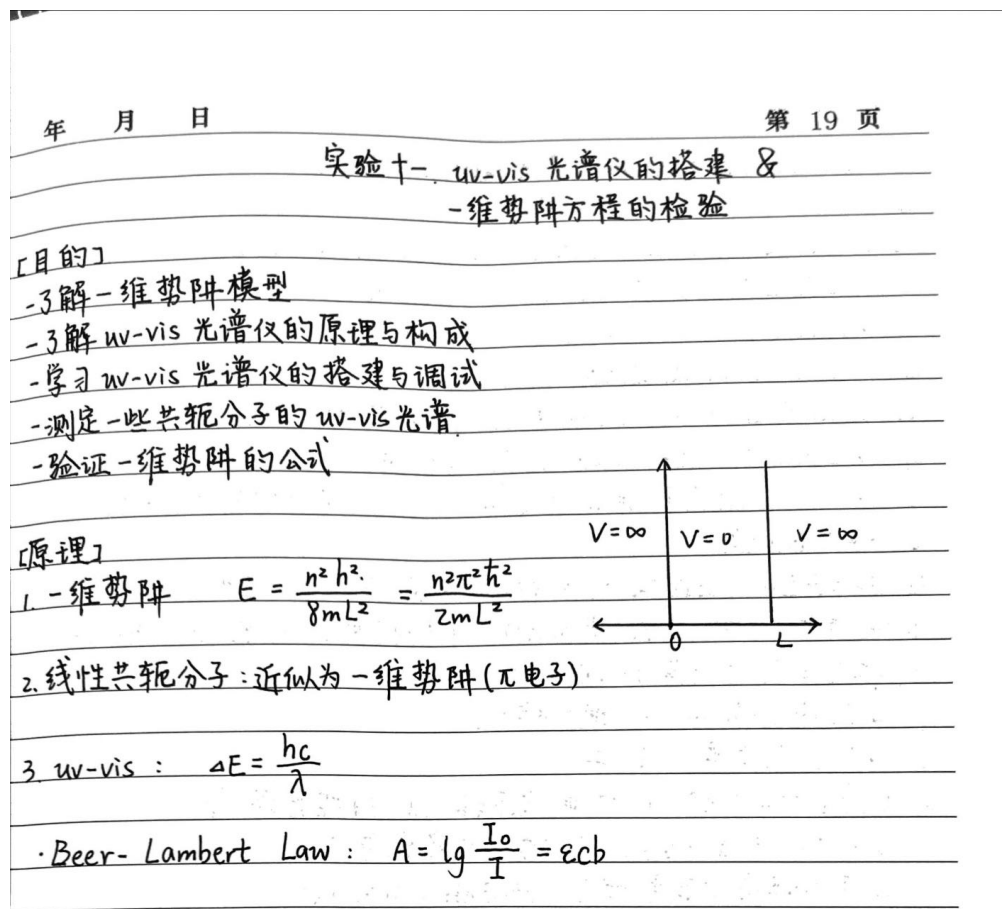 年 月 日 第 19 页
实验十一. uv-vis 光谱仪的搭建 &
一维势阱方程的检验
[目的]
-了解一维势阱模型
-了解 uv-vis 光谱仪的原理与构成
-学习 uv-vis 光谱仪的搭建与调试
-测定一些共轭分子的 uv-vis 光谱.
-验证一维势阱的公式
[原理]
V=∞ V=0 V=∞
1. 一维势阱 E = n²h²/8mL² = n²π²ħ²/2mL²
0 L
2. 线性共轭分子:近似为一维势阱(π电子)
3. uv-vis : ΔE = hc/λ
·Beer-Lambert Law : A = lg I₀/I = εcb